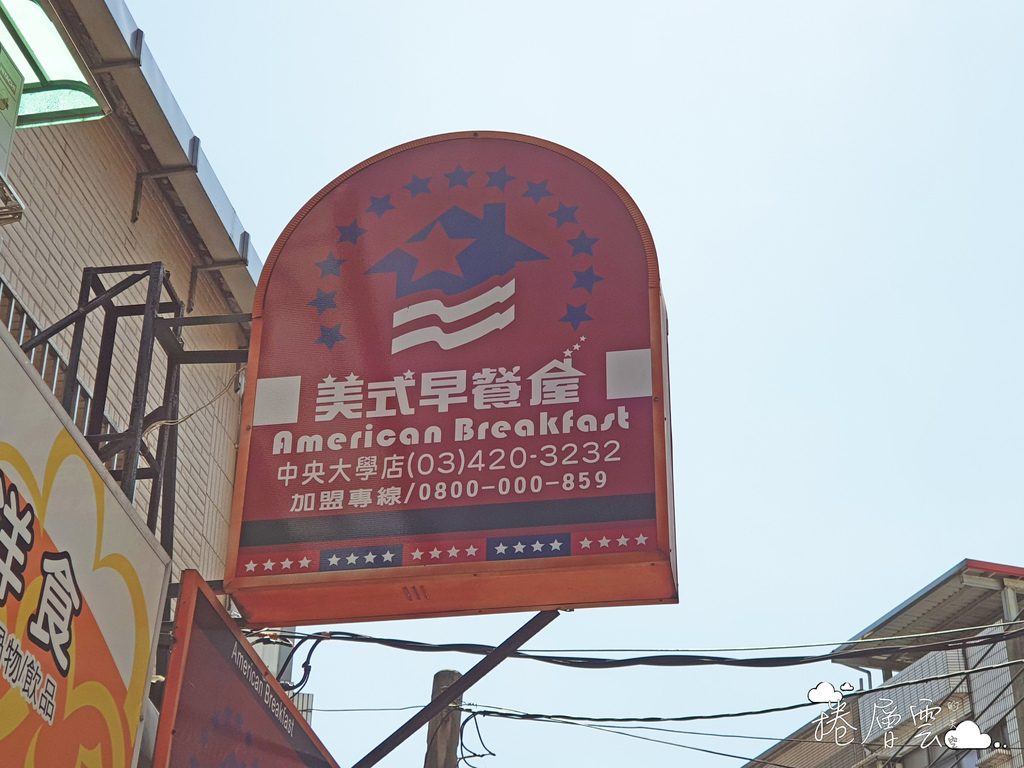 美式早餐屋
American Breakfast
中央大學店(03)420-3232
加盟專線/0800-000-859
洋食
物/飲品
American Breakfast
捲層雲